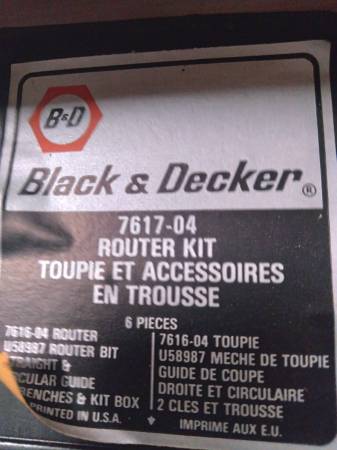 B&D
Black & Decker®
7617-04
ROUTER KIT
TOUPIE ET ACCESSOIRES
EN TROUSSE
6 PIECES
7616-04 ROUTER
U58987 ROUTER BIT
STRAIGHT &
CULAR GUIDE
ENCHES & KIT BOX
PRINTED IN U.S.A.
7616-04 TOUPIE
U58987 MECHE DE TOUPIE
GUIDE DE COUPE
DROITE ET CIRCULAIRE
2 CLES ET TROUSSE
IMPRIME AUX E.U.